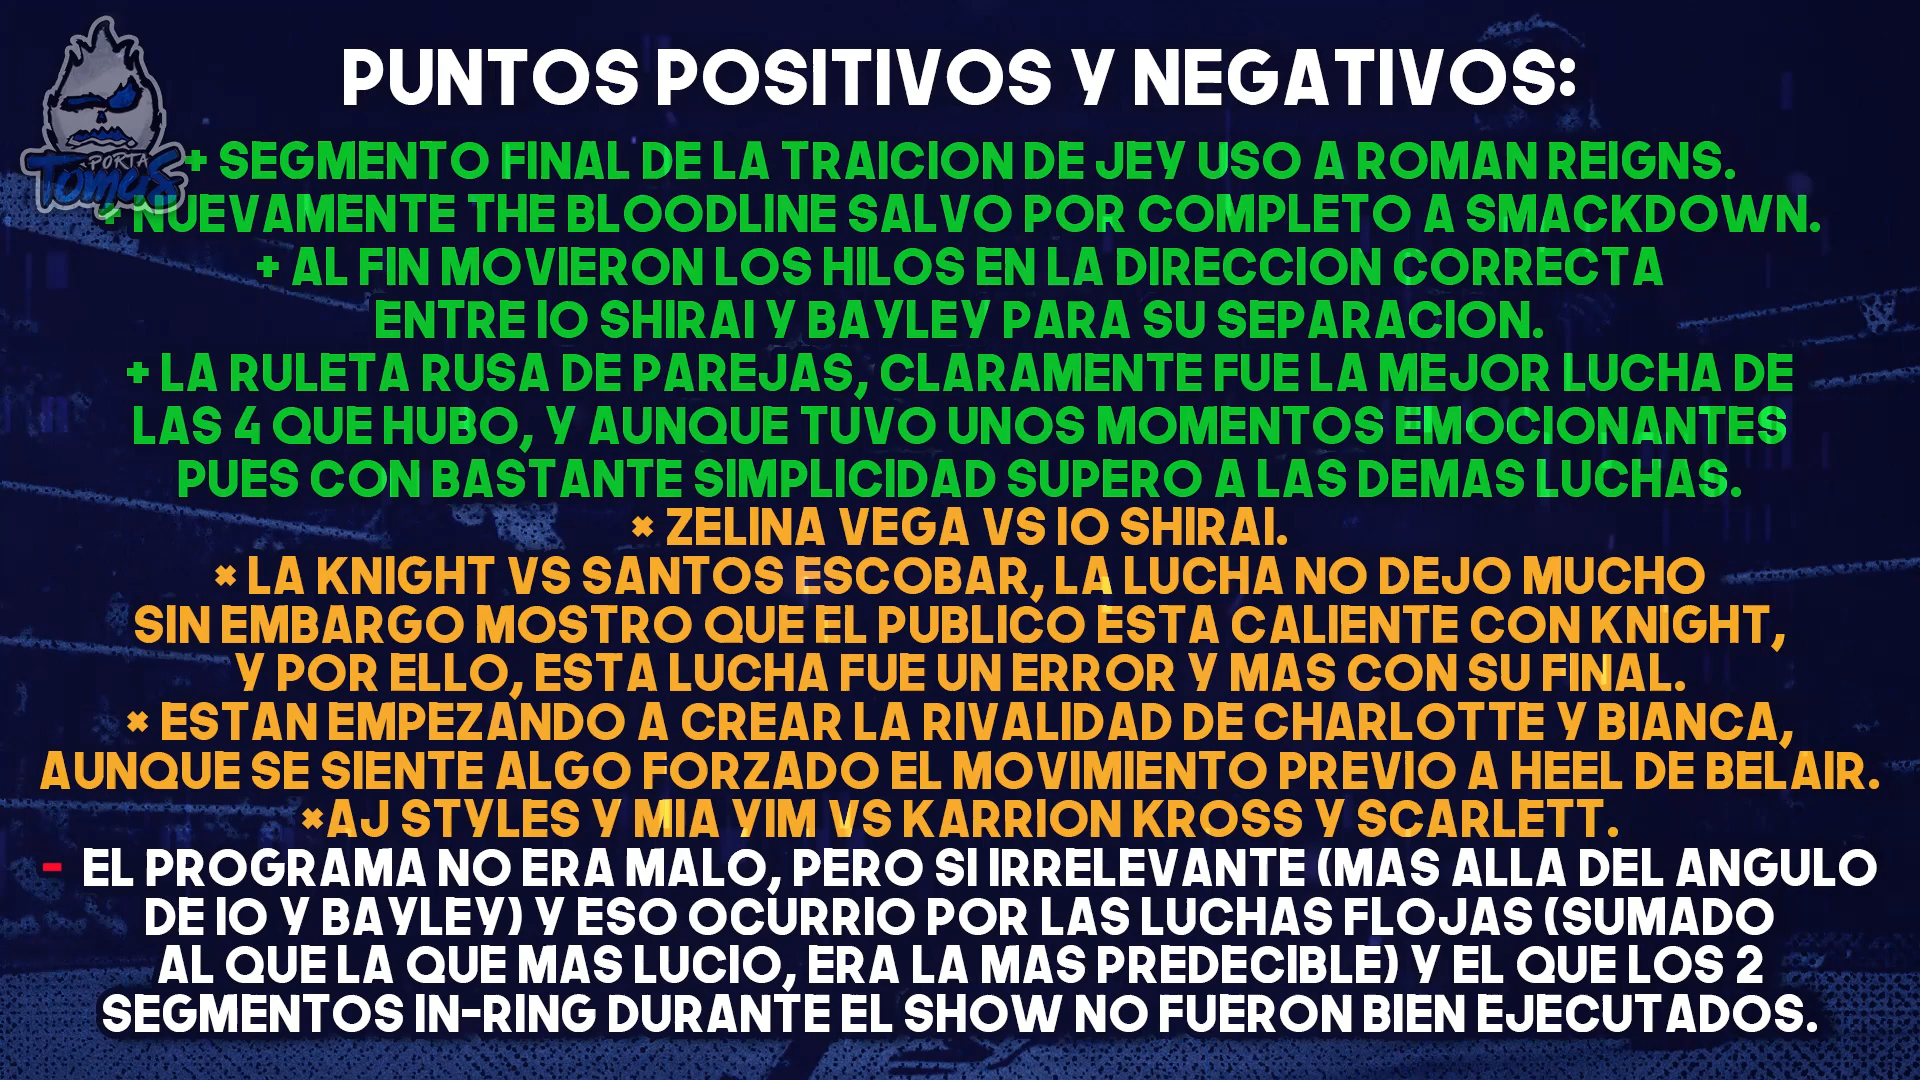 PUNTOS POSITIVOS Y NEGATIVOS:
PORTA
TOMAS
+ SEGMENTO FINAL DE LA TRAICION DE JEY USO A ROMAN REIGNS.
+ NUEVAMENTE THE BLOODLINE SALVO POR COMPLETO A SMACKDOWN.
+ AL FIN MOVIERON LOS HILOS EN LA DIRECCION CORRECTA
ENTRE IO SHIRAI Y BAYLEY PARA SU SEPARACION.
+ LA RULETA RUSA DE PAREJAS, CLARAMENTE FUE LA MEJOR LUCHA DE
LAS 4 QUE HUBO, Y AUNQUE TUVO UNOS MOMENTOS EMOCIONANTES
PUES CON BASTANTE SIMPLICIDAD SUPERO A LAS DEMAS LUCHAS.
* ZELINA VEGA VS IO SHIRAI.
* LA KNIGHT VS SANTOS ESCOBAR, LA LUCHA NO DEJO MUCHO
SIN EMBARGO MOSTRO QUE EL PUBLICO ESTA CALIENTE CON KNIGHT,
Y POR ELLO, ESTA LUCHA FUE UN ERROR Y MAS CON SU FINAL.
* ESTAN EMPEZANDO A CREAR LA RIVALIDAD DE CHARLOTTE Y BIANCA,
AUNQUE SE SIENTE ALGO FORZADO EL MOVIMIENTO PREVIO A HEEL DE BELAIR.
*AJ STYLES Y MIA YIM VS KARRION KROSS Y SCARLETT.
- EL PROGRAMA NO ERA MALO, PERO SI IRRELEVANTE (MAS ALLA DEL ANGULO
DE IO Y BAYLEY) Y ESO OCURRIO POR LAS LUCHAS FLOJAS (SUMADO
AL QUE LA QUE MAS LUCIO, ERA LA MAS PREDECIBLE) Y EL QUE LOS 2
SEGMENTOS IN-RING DURANTE EL SHOW NO FUERON BIEN EJECUTADOS.